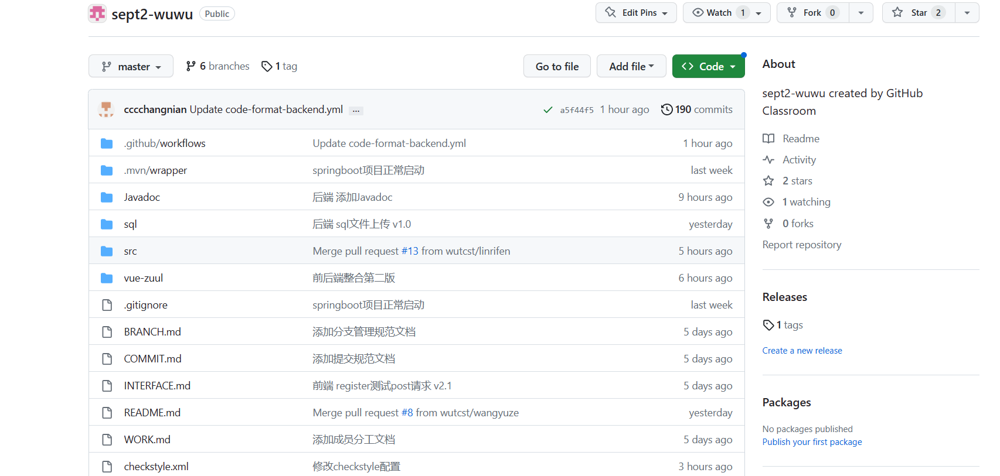 sept2-wuwu Public Edit Pins Watch 1 Fork 0 Star 2
master 6 branches 1 tag Go to file Add file Code
cccchangnian Update code-format-backend.yml ... a5f44f5 1 hour ago 190 commits
.github/workflows Update code-format-backend.yml 1 hour ago
.mvn/wrapper springboot项目正常启动 last week
Javadoc 后端 添加Javadoc 9 hours ago
sql 后端 sql文件上传 v1.0 yesterday
src Merge pull request #13 from wutcst/linrifen 5 hours ago
vue-zuul 前后端整合第二版 6 hours ago
.gitignore springboot项目正常启动 last week
BRANCH.md 添加分支管理规范文档 5 days ago
COMMIT.md 添加提交规范文档 5 days ago
INTERFACE.md 前端 register测试post请求 v2.1 5 days ago
README.md Merge pull request #8 from wutcst/wangyuze yesterday
WORK.md 添加成员分工文档 5 days ago
checkstyle.xml 修改checkstyle配置 3 hours ago
About
sept2-wuwu created by GitHub
Classroom
Readme
Activity
2 stars
1 watching
0 forks
Report repository
Releases
1 tags
Create a new release
Packages
No packages published
Publish your first package